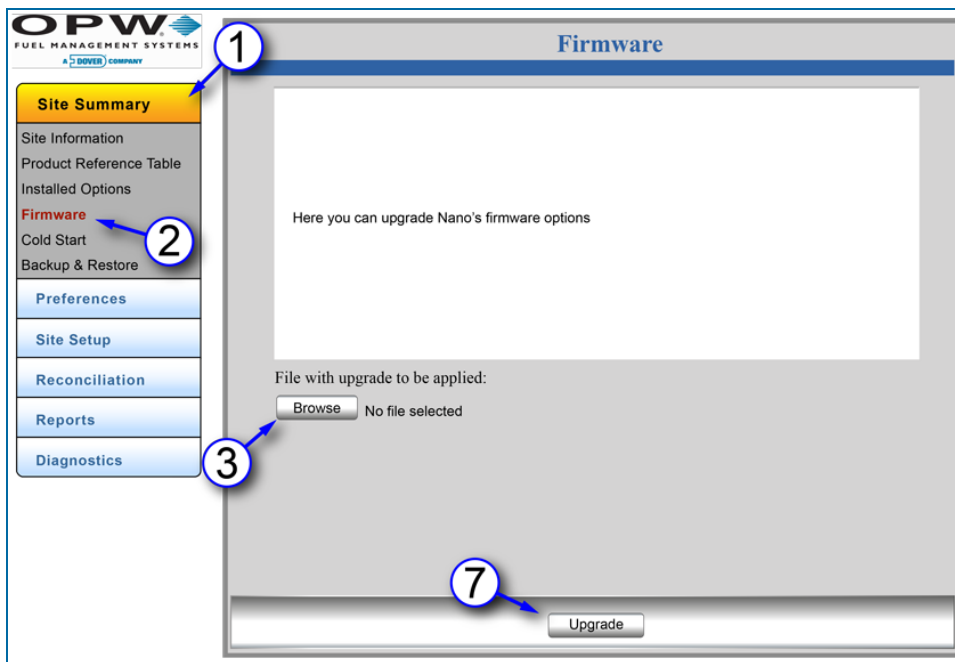 OPW
FUEL MANAGEMENT SYSTEMS
A DOVER COMPANY
1
Firmware
Site Summary
Site Information
Product Reference Table
Installed Options
Firmware
2
Cold Start
Backup & Restore
Preferences
Site Setup
Reconciliation
Reports
Diagnostics
Here you can upgrade Nano's firmware options
File with upgrade to be applied:
Browse No file selected
3
7
Upgrade